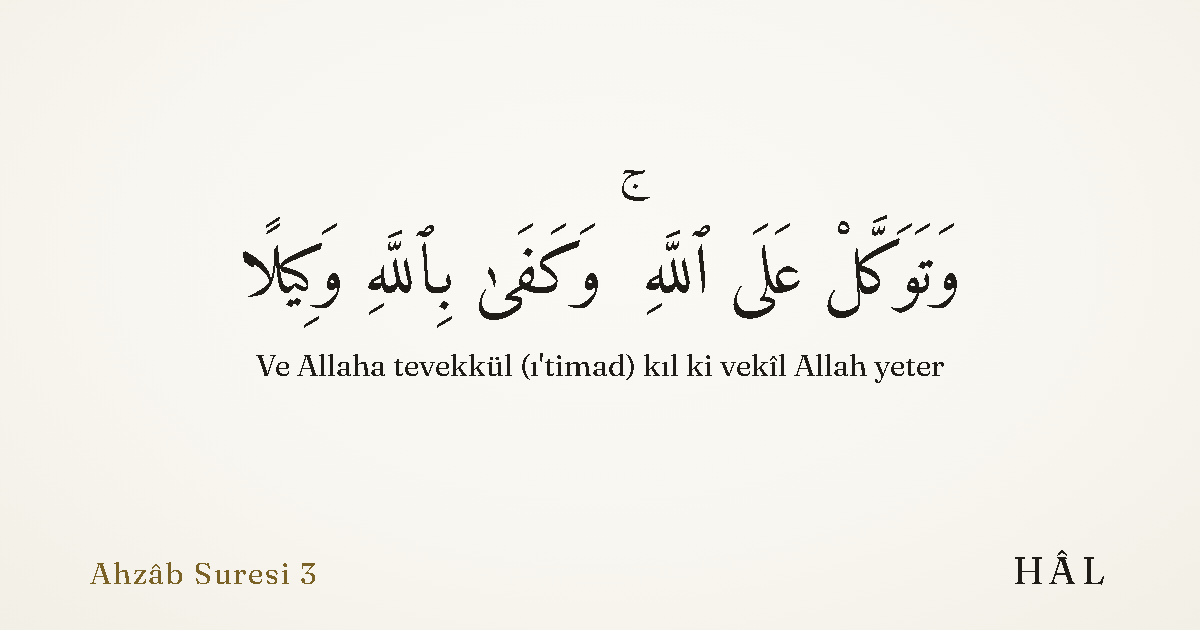 وَتَوَكَّلْ عَلَى ٱللَّهِ ۚ وَكَفَىٰ بِٱللَّهِ وَكِيلًا
Ve Allaha tevekkül (ı'timad) kıl ki vekîl Allah yeter
Ahzâb Suresi 3
HÂL